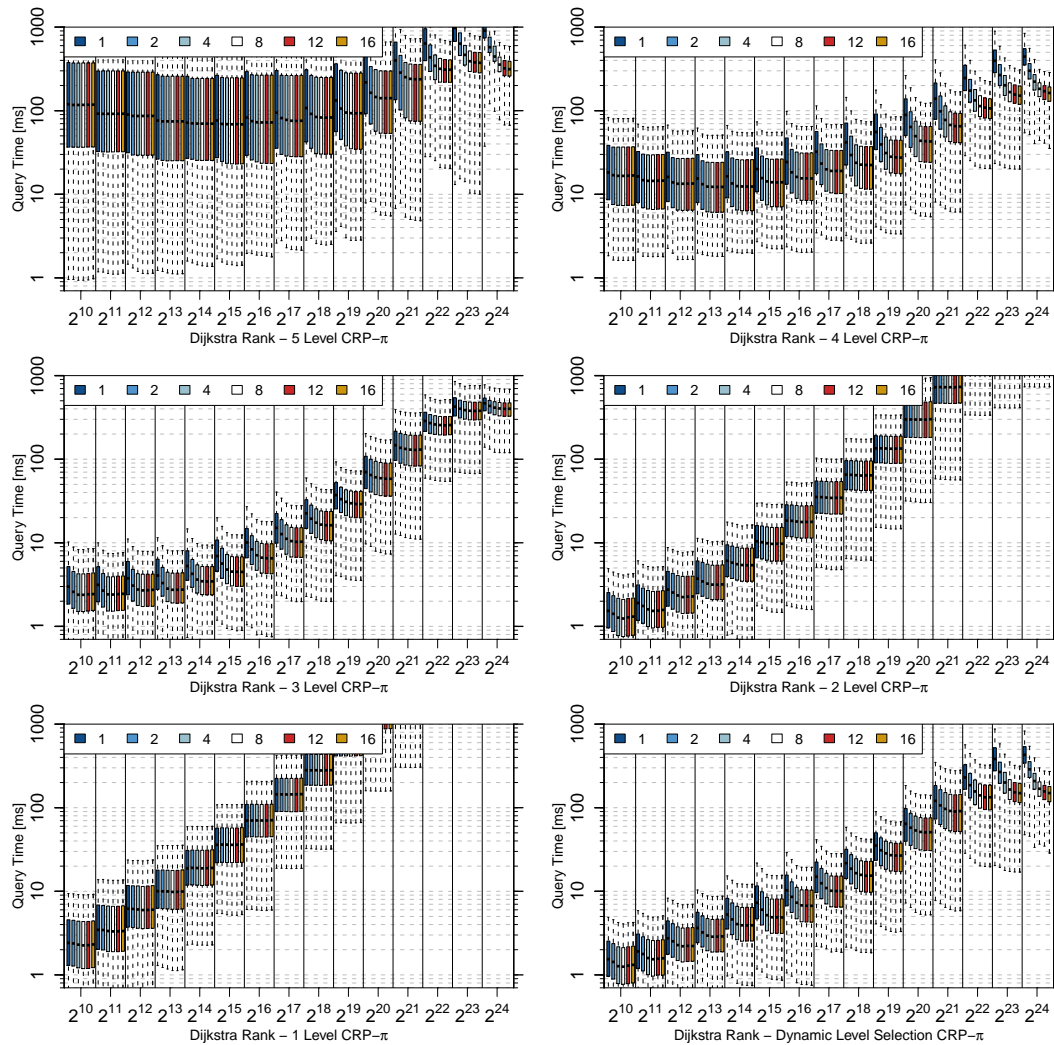 1 2 4 8 12 16
1 2 4 8 12 16
Query Time [ms]
1000
100
10
1
2^10 2^11 2^12 2^13 2^14 2^15 2^16 2^17 2^18 2^19 2^20 2^21 2^22 2^23 2^24
Dijkstra Rank − 5 Level CRP−π
Query Time [ms]
1000
100
10
1
2^10 2^11 2^12 2^13 2^14 2^15 2^16 2^17 2^18 2^19 2^20 2^21 2^22 2^23 2^24
Dijkstra Rank − 4 Level CRP−π
1 2 4 8 12 16
1 2 4 8 12 16
Query Time [ms]
1000
100
10
1
2^10 2^11 2^12 2^13 2^14 2^15 2^16 2^17 2^18 2^19 2^20 2^21 2^22 2^23 2^24
Dijkstra Rank − 3 Level CRP−π
Query Time [ms]
1000
100
10
1
2^10 2^11 2^12 2^13 2^14 2^15 2^16 2^17 2^18 2^19 2^20 2^21 2^22 2^23 2^24
Dijkstra Rank − 2 Level CRP−π
1 2 4 8 12 16
1 2 4 8 12 16
Query Time [ms]
1000
100
10
1
2^10 2^11 2^12 2^13 2^14 2^15 2^16 2^17 2^18 2^19 2^20 2^21 2^22 2^23 2^24
Dijkstra Rank − 1 Level CRP−π
Query Time [ms]
1000
100
10
1
2^10 2^11 2^12 2^13 2^14 2^15 2^16 2^17 2^18 2^19 2^20 2^21 2^22 2^23 2^24
Dijkstra Rank − Dynamic Level Selection CRP−π